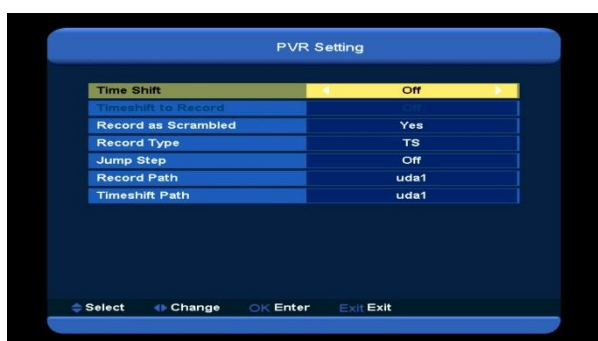 PVR Setting
Time Shift Off
Timeshift to Record Off
Record as Scrambled Yes
Record Type TS
Jump Step Off
Record Path uda1
Timeshift Path uda1
Select Change OK Enter Exit Exit